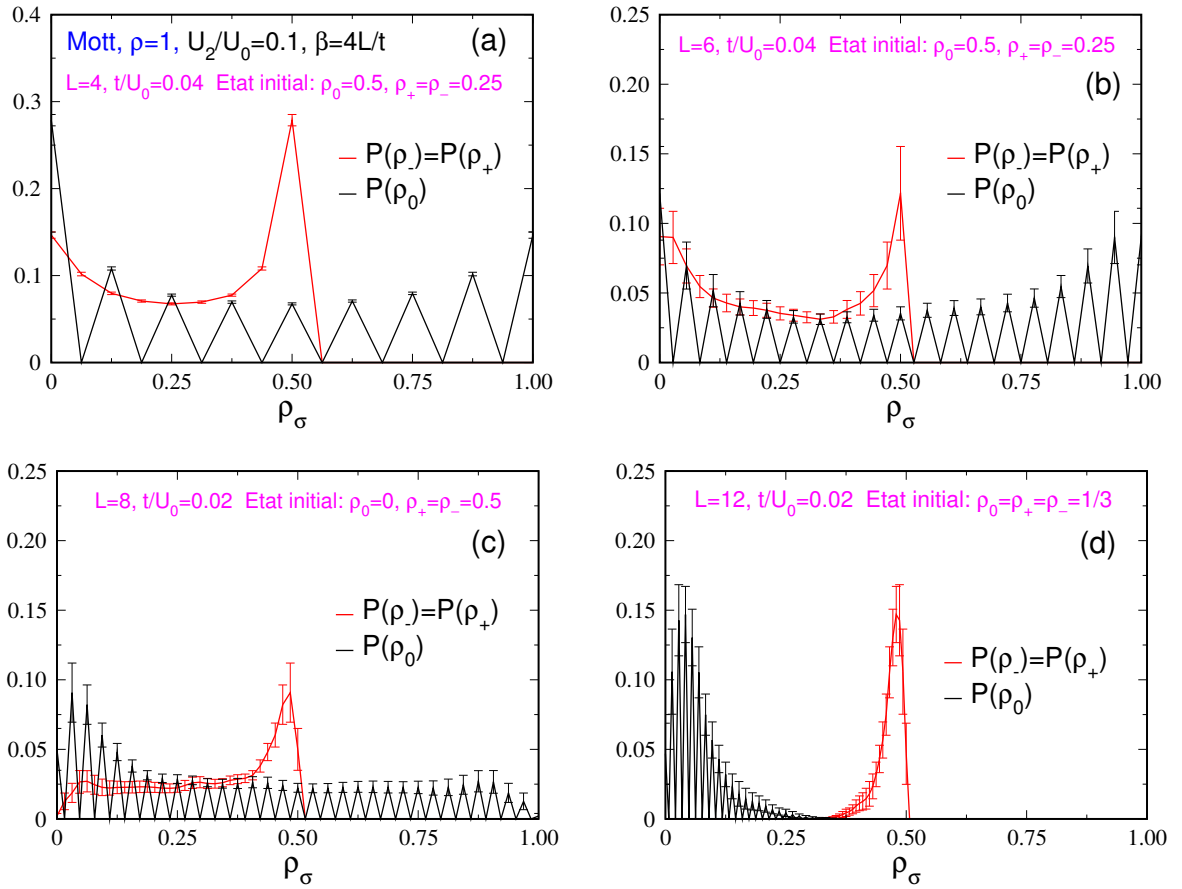 0.4
0.3
0.2
0.1
0
Mott, ρ=1, U₂/U₀=0.1, β=4L/t
(a)
L=4, t/U₀=0.04 Etat initial: ρ₀=0.5, ρ₊=ρ₋=0.25
P(ρ₋)=P(ρ₊)
P(ρ₀)
0 0.25 0.50 0.75 1.00
ρσ
0.25
0.20
0.15
0.10
0.05
0
L=6, t/U₀=0.04 Etat initial: ρ₀=0.5, ρ₊=ρ₋=0.25
(b)
P(ρ₋)=P(ρ₊)
P(ρ₀)
0 0.25 0.50 0.75 1.00
ρσ
0.25
0.20
0.15
0.10
0.05
0
L=8, t/U₀=0.02 Etat initial: ρ₀=0, ρ₊=ρ₋=0.5
(c)
P(ρ₋)=P(ρ₊)
P(ρ₀)
0 0.25 0.50 0.75 1.00
ρσ
0.25
0.20
0.15
0.10
0.05
0
L=12, t/U₀=0.02 Etat initial: ρ₀=ρ₊=ρ₋=1/3
(d)
P(ρ₋)=P(ρ₊)
P(ρ₀)
0 0.25 0.50 0.75 1.00
ρσ